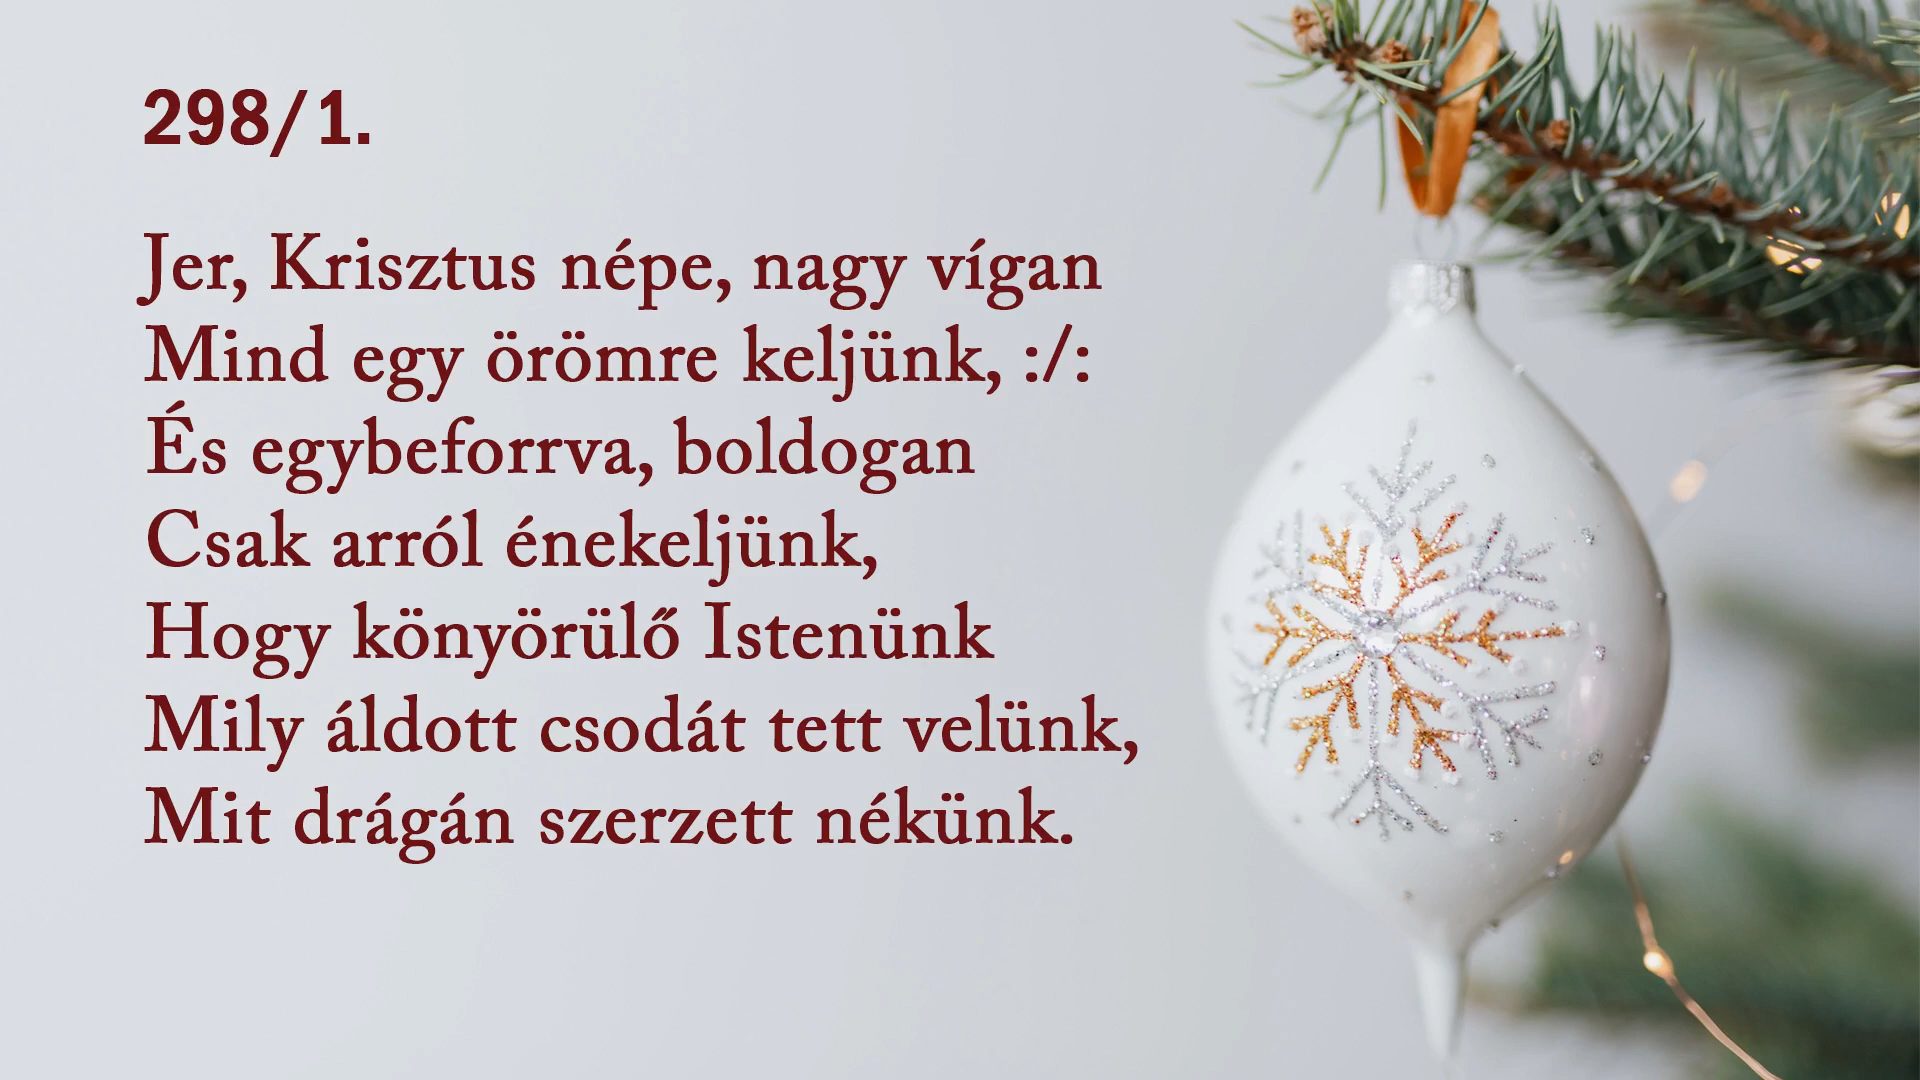 298/1.
Jer, Krisztus népe, nagy vígan
Mind egy örömre keljünk, :/:
És egybeforrva, boldogan
Csak arról énekeljünk,
Hogy könyörülő Istenünk
Mily áldott csodát tett velünk,
Mit drágán szerzett nékünk.